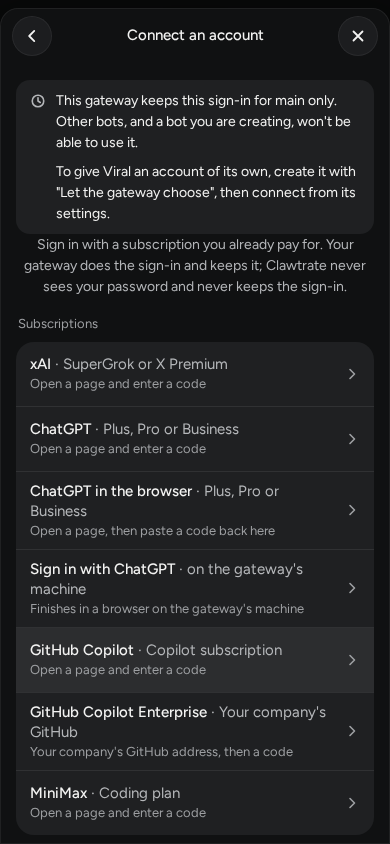 Connect an account
This gateway keeps this sign-in for main only.
Other bots, and a bot you are creating, won't be
able to use it.
To give Viral an account of its own, create it with
"Let the gateway choose", then connect from its
settings.
Sign in with a subscription you already pay for. Your
gateway does the sign-in and keeps it; Clawtrate never
sees your password and never keeps the sign-in.
Subscriptions
xAI · SuperGrok or X Premium
Open a page and enter a code
ChatGPT · Plus, Pro or Business
Open a page and enter a code
ChatGPT in the browser · Plus, Pro or
Business
Open a page, then paste a code back here
Sign in with ChatGPT · on the gateway's
machine
Finishes in a browser on the gateway's machine
GitHub Copilot · Copilot subscription
Open a page and enter a code
GitHub Copilot Enterprise · Your company's
GitHub
Your company's GitHub address, then a code
MiniMax · Coding plan
Open a page and enter a code